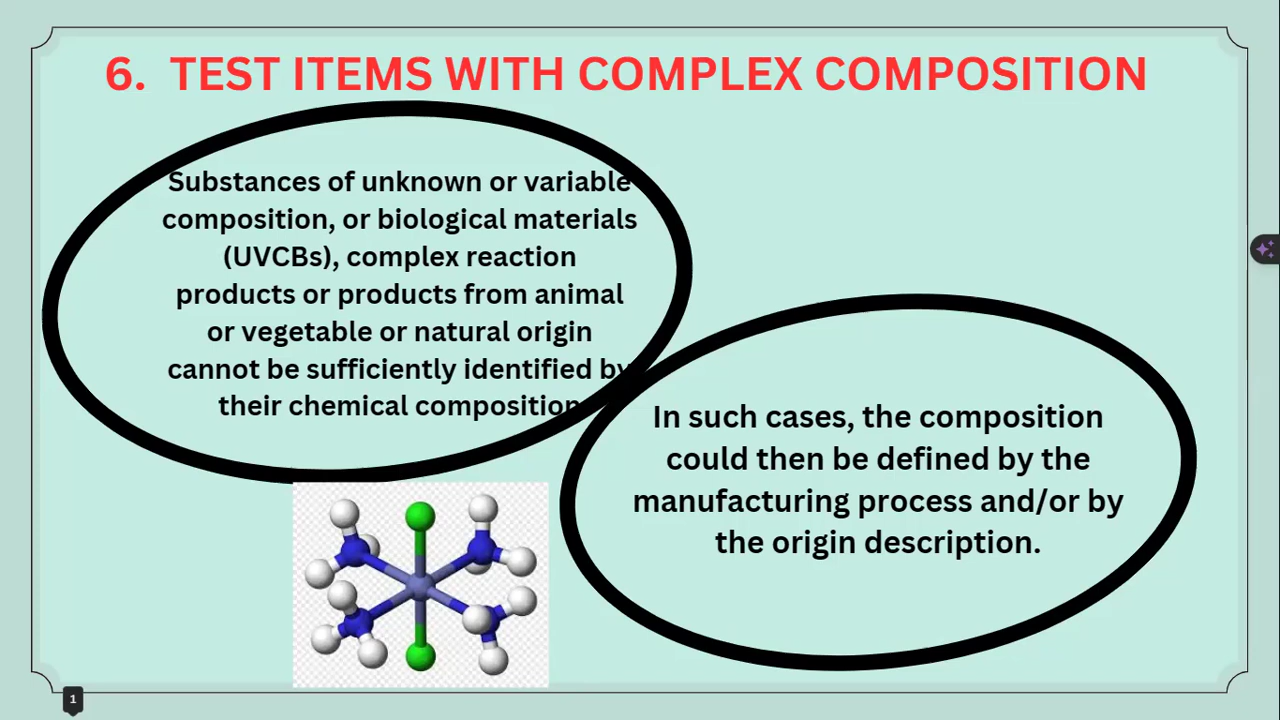 6. TEST ITEMS WITH COMPLEX COMPOSITION
Substances of unknown or variable
composition, or biological materials
(UVCBs), complex reaction
products or products from animal
or vegetable or natural origin
cannot be sufficiently identified by
their chemical composition
In such cases, the composition
could then be defined by the
manufacturing process and/or by
the origin description.
1